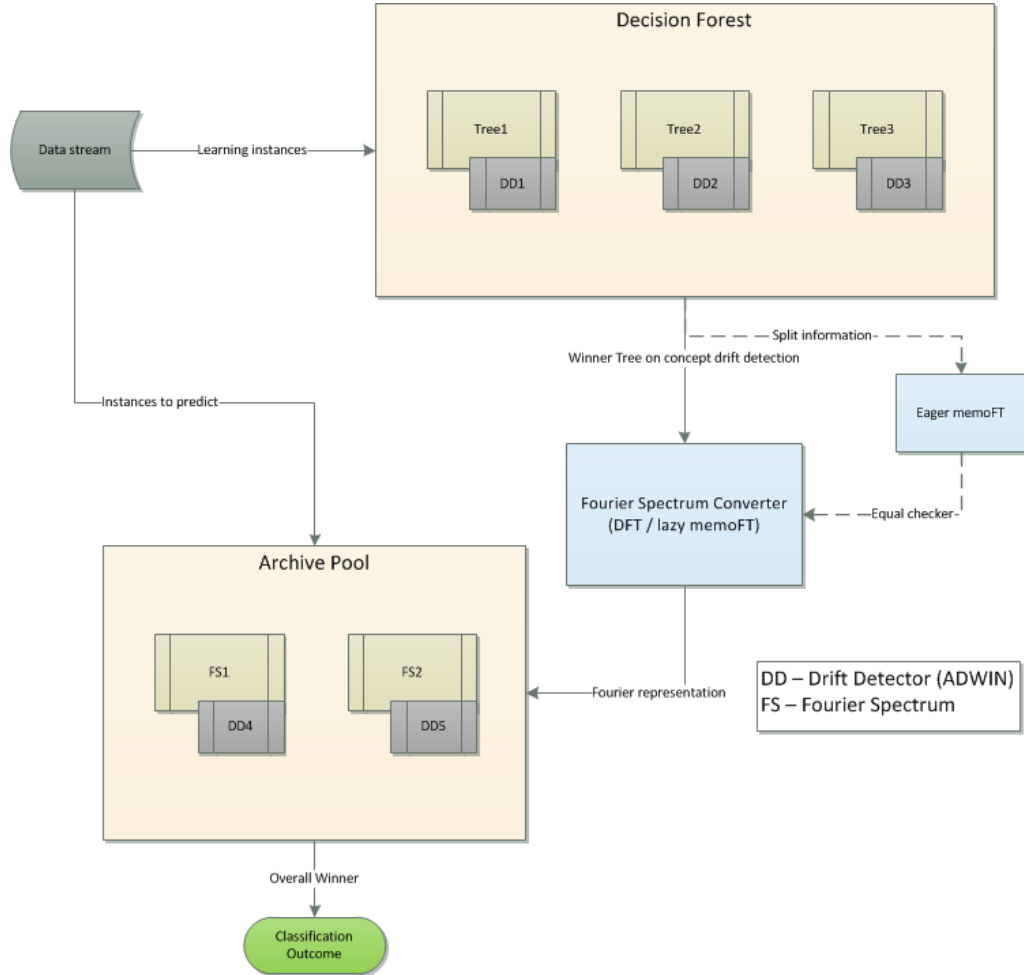 Decision Forest
Tree1
Tree2
Tree3
DD1
DD2
DD3
Data stream
Learning instances
Split information
Winner Tree on concept drift detection
Eager memoFT
Instances to predict
Fourier Spectrum Converter
(DFT / lazy memoFT)
Equal checker
Archive Pool
FS1
FS2
DD4
DD5
Fourier representation
DD – Drift Detector (ADWIN)
FS – Fourier Spectrum
Overall Winner
Classification
Outcome